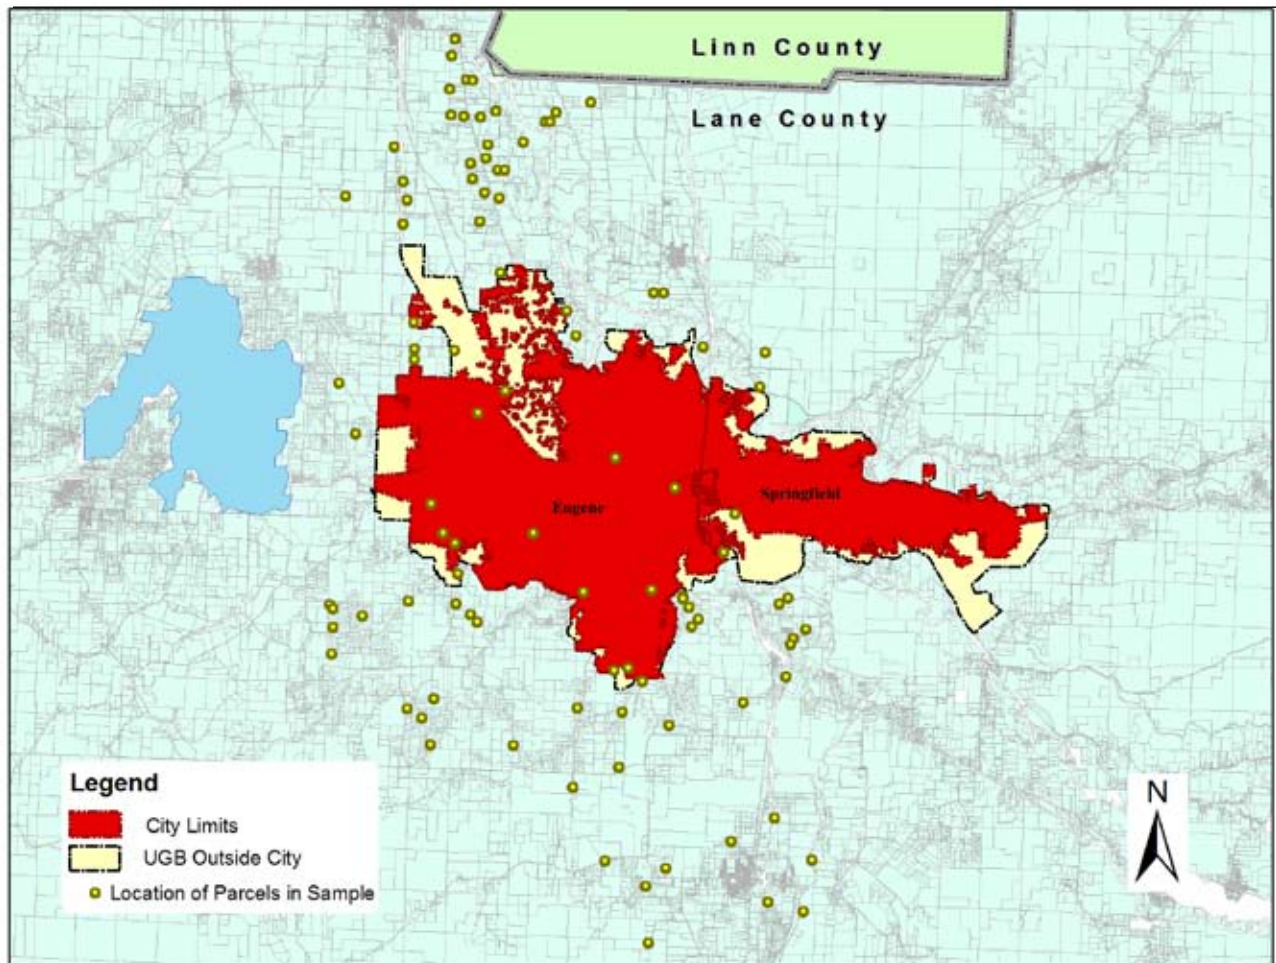 Linn County
Lane County
Eugene
Springfield
Legend
City Limits
UGB Outside City
Location of Parcels in Sample
N